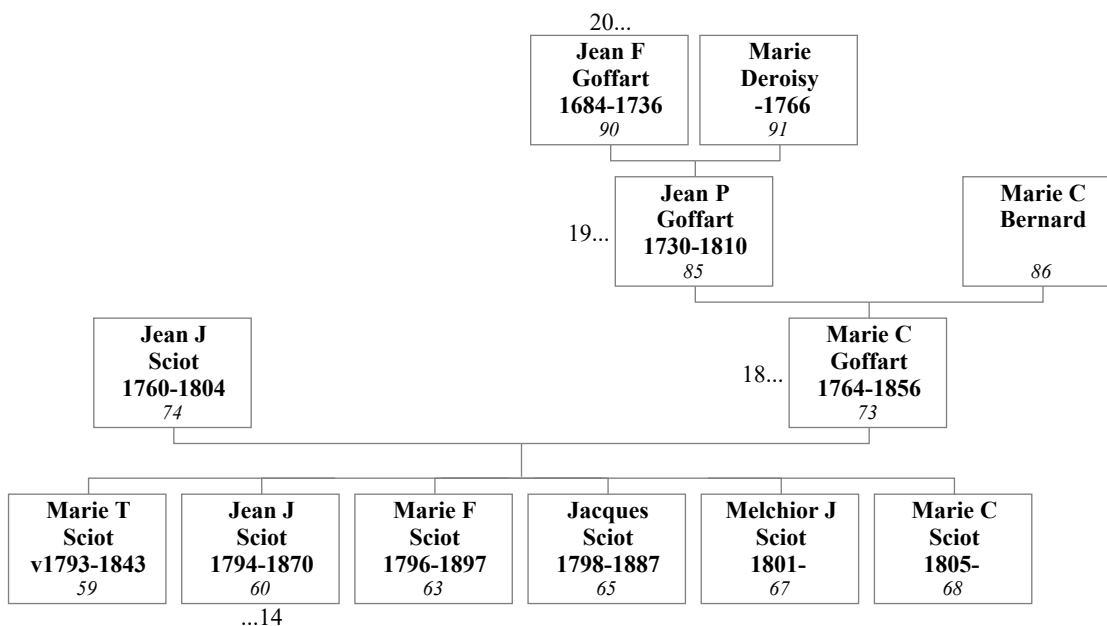 20...
Jean F
Goffart
1684-1736
90
Marie
Deroisy
-1766
91
19...
Jean P
Goffart
1730-1810
85
Marie C
Bernard
86
Jean J
Sciot
1760-1804
74
18...
Marie C
Goffart
1764-1856
73
Marie T
Sciot
v1793-1843
59
Jean J
Sciot
1794-1870
60
Marie F
Sciot
1796-1897
63
Jacques
Sciot
1798-1887
65
Melchior J
Sciot
1801-
67
Marie C
Sciot
1805-
68
...14